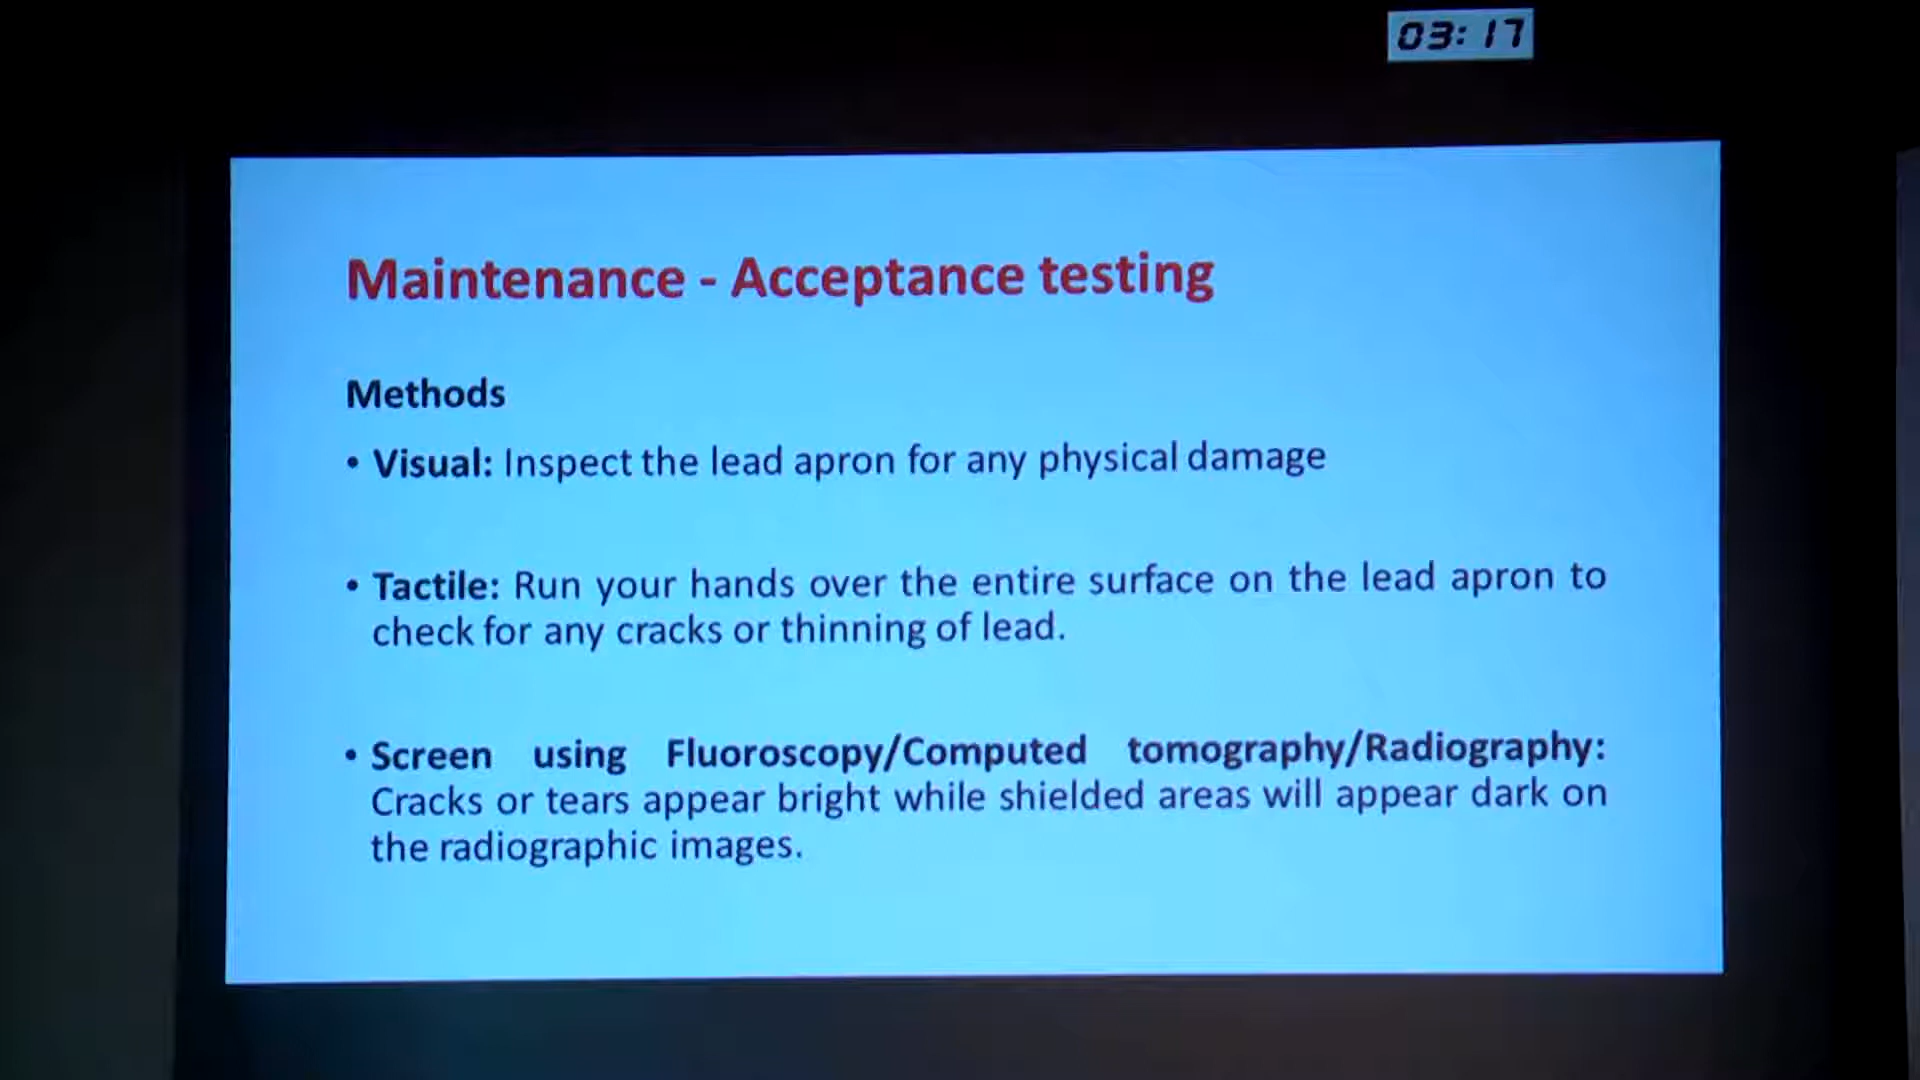 03:17
Maintenance - Acceptance testing
Methods
• Visual: Inspect the lead apron for any physical damage
• Tactile: Run your hands over the entire surface on the lead apron to
check for any cracks or thinning of lead.
• Screen using Fluoroscopy/Computed tomography/Radiography:
Cracks or tears appear bright while shielded areas will appear dark on
the radiographic images.